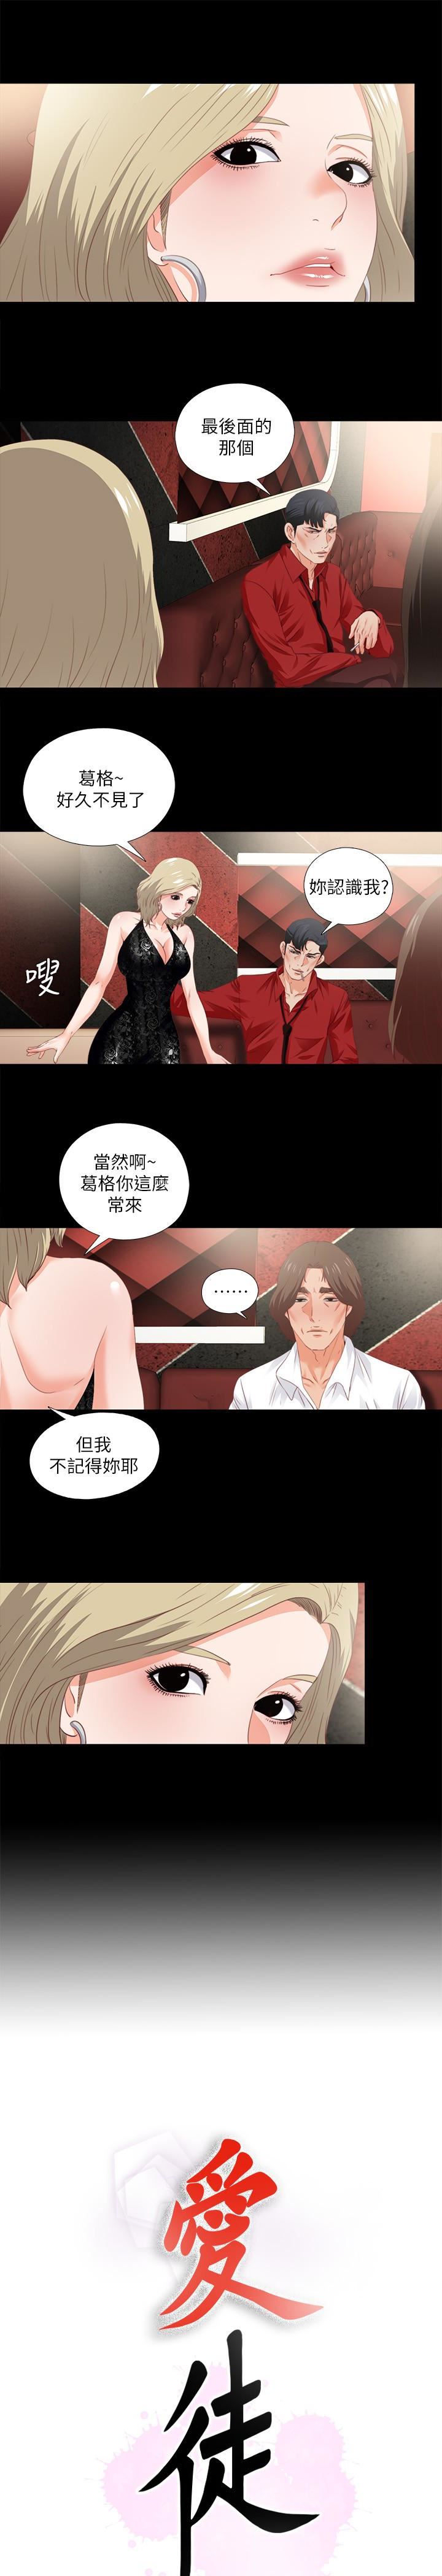 最後面的
那個
葛格~
好久不見了
妳認識我?
嗖
當然啊~
葛格你這麼
常來
……
但我
不記得妳耶
愛
徒